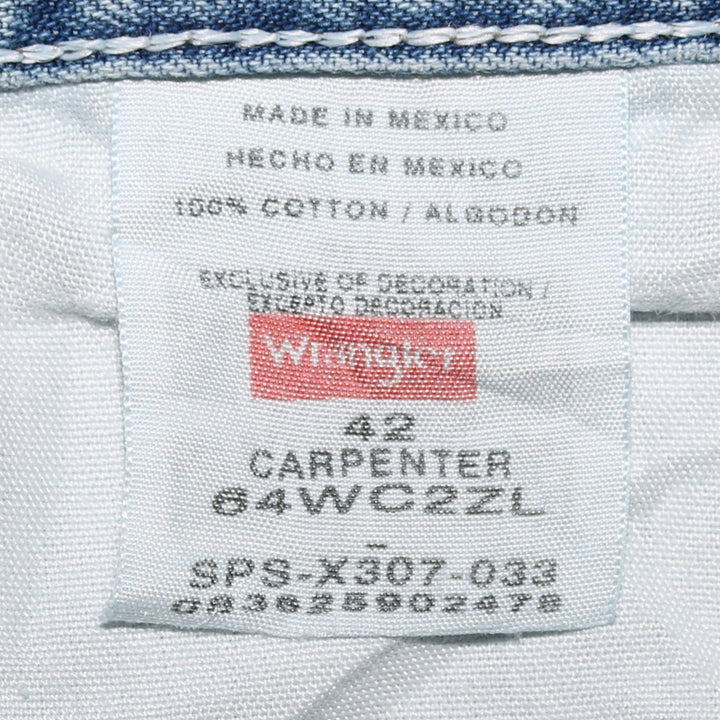 MADE IN MEXICO
HECHO EN MEXICO
100% COTTON / ALGODON
EXCLUSIVE OF DECORATION /
EXCEPTO DECORACION
Wrangler
42
CARPENTER
64WC2ZL
-
SPS-X307-033
083625902478